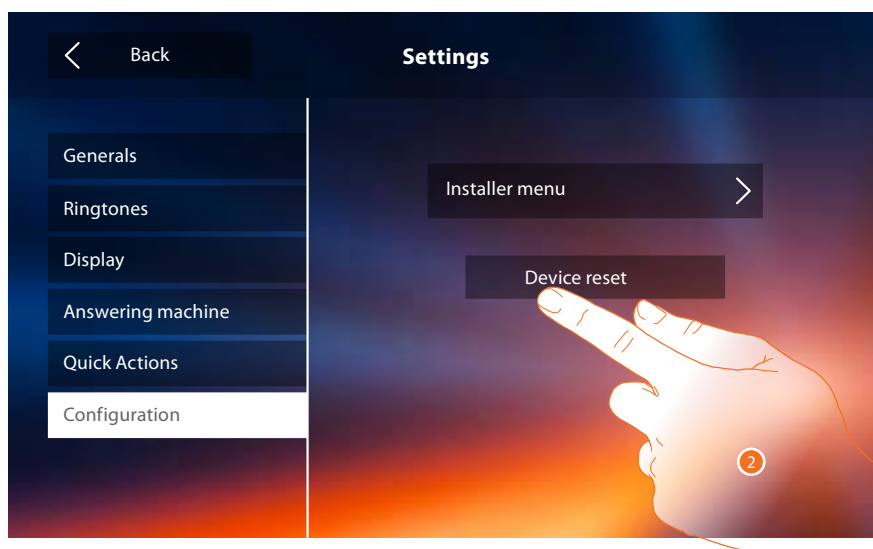 Back
Settings
Generals
Ringtones
Display
Answering machine
Quick Actions
Configuration
Installer menu
Device reset
2